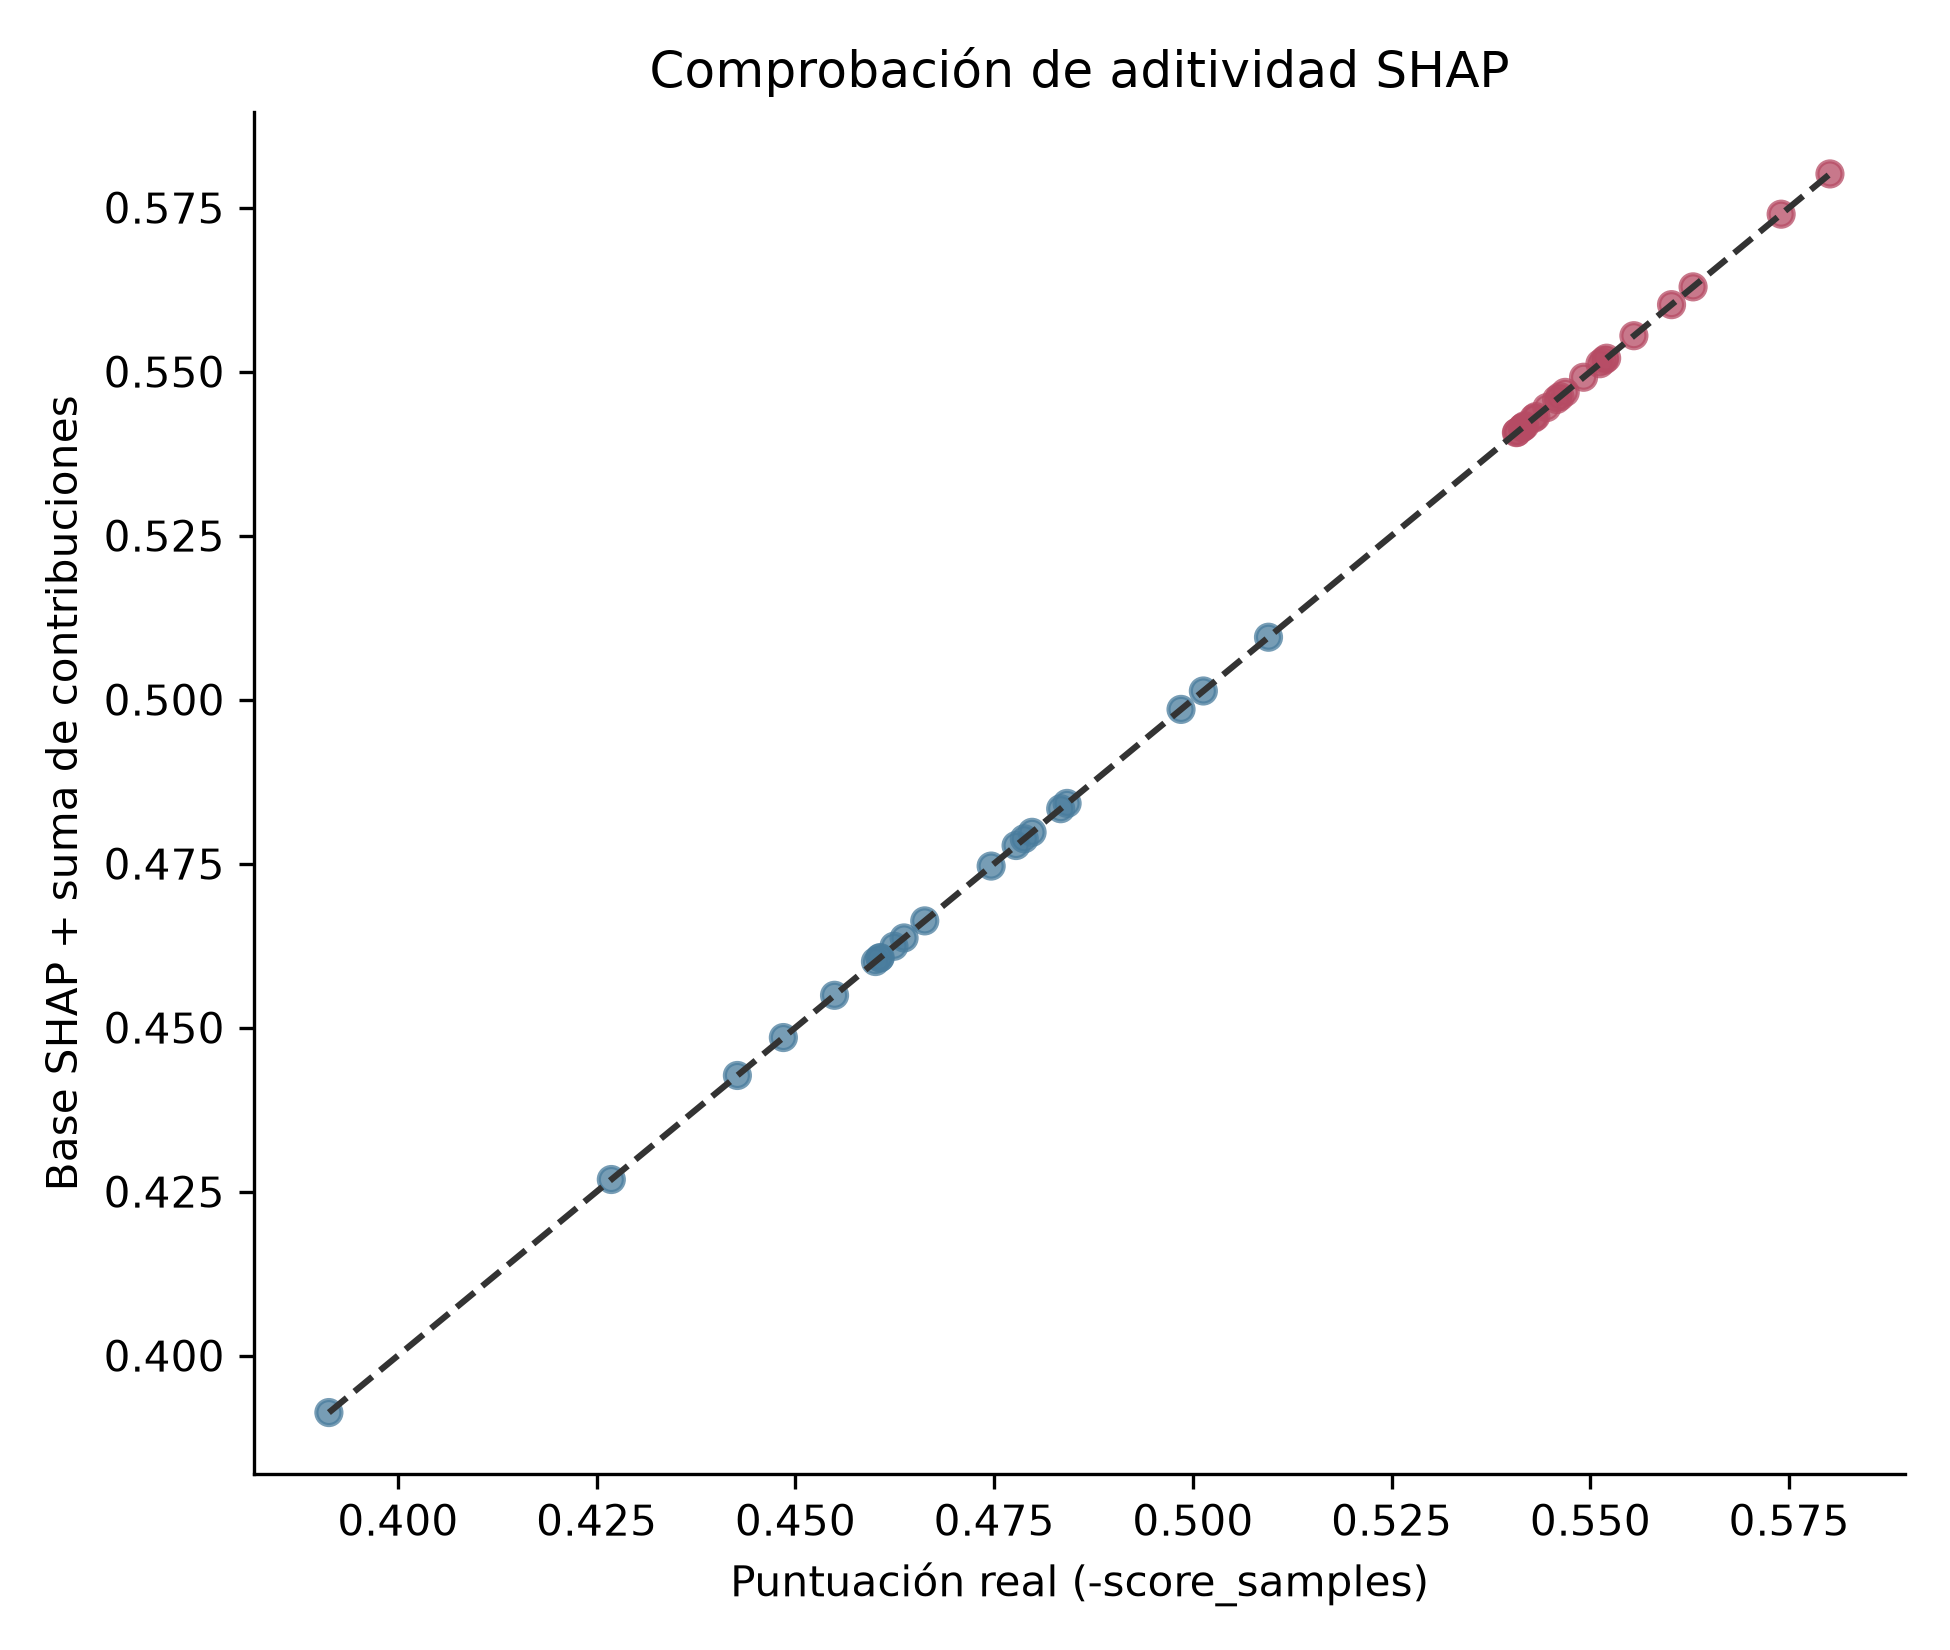 Comprobación de aditividad SHAP
Base SHAP + suma de contribuciones
0.575
0.550
0.525
0.500
0.475
0.450
0.425
0.400
0.400 0.425 0.450 0.475 0.500 0.525 0.550 0.575
Puntuación real (-score_samples)